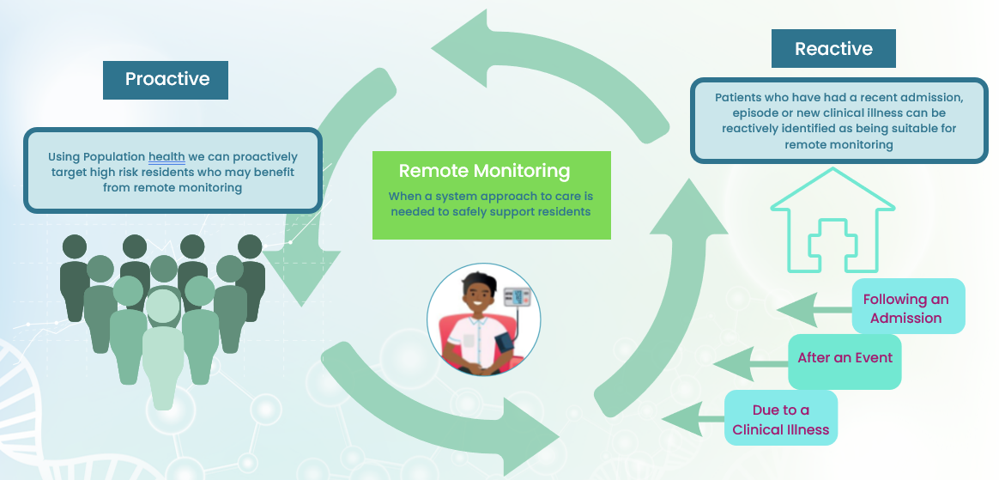 Proactive
Using Population health we can proactively
target high risk residents who may benefit
from remote monitoring
Remote Monitoring
When a system approach to care is
needed to safely support residents
Reactive
Patients who have had a recent admission,
episode or new clinical illness can be
reactively identified as being suitable for
remote monitoring
Following an
Admission
After an Event
Due to a
Clinical Illness